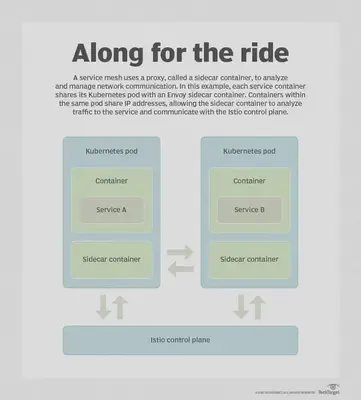 Along for the ride
A service mesh uses a proxy, called a sidecar container, to analyze
and manage network communication. In this example, each service container
shares its Kubernetes pod with an Envoy sidecar container. Containers within
the same pod share IP addresses, allowing the sidecar container to analyze
traffic to the service and communicate with the Istio control plane.
Kubernetes pod
Container
Service A
Sidecar container
Kubernetes pod
Container
Service B
Sidecar container
Istio control plane
TechTarget